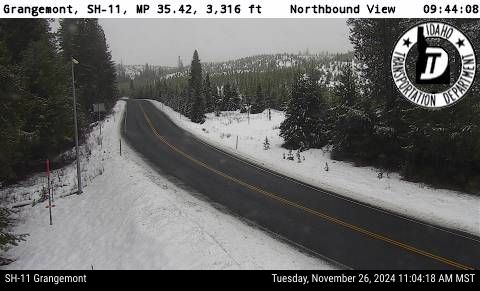 Grangemont, SH-11, MP 35.42, 3,316 ft Northbound View 09:44:08
IDAHO
TRANSPORTATION DEPARTMENT
SH-11 Grangemont Tuesday, November 26, 2024 11:04:18 AM MST